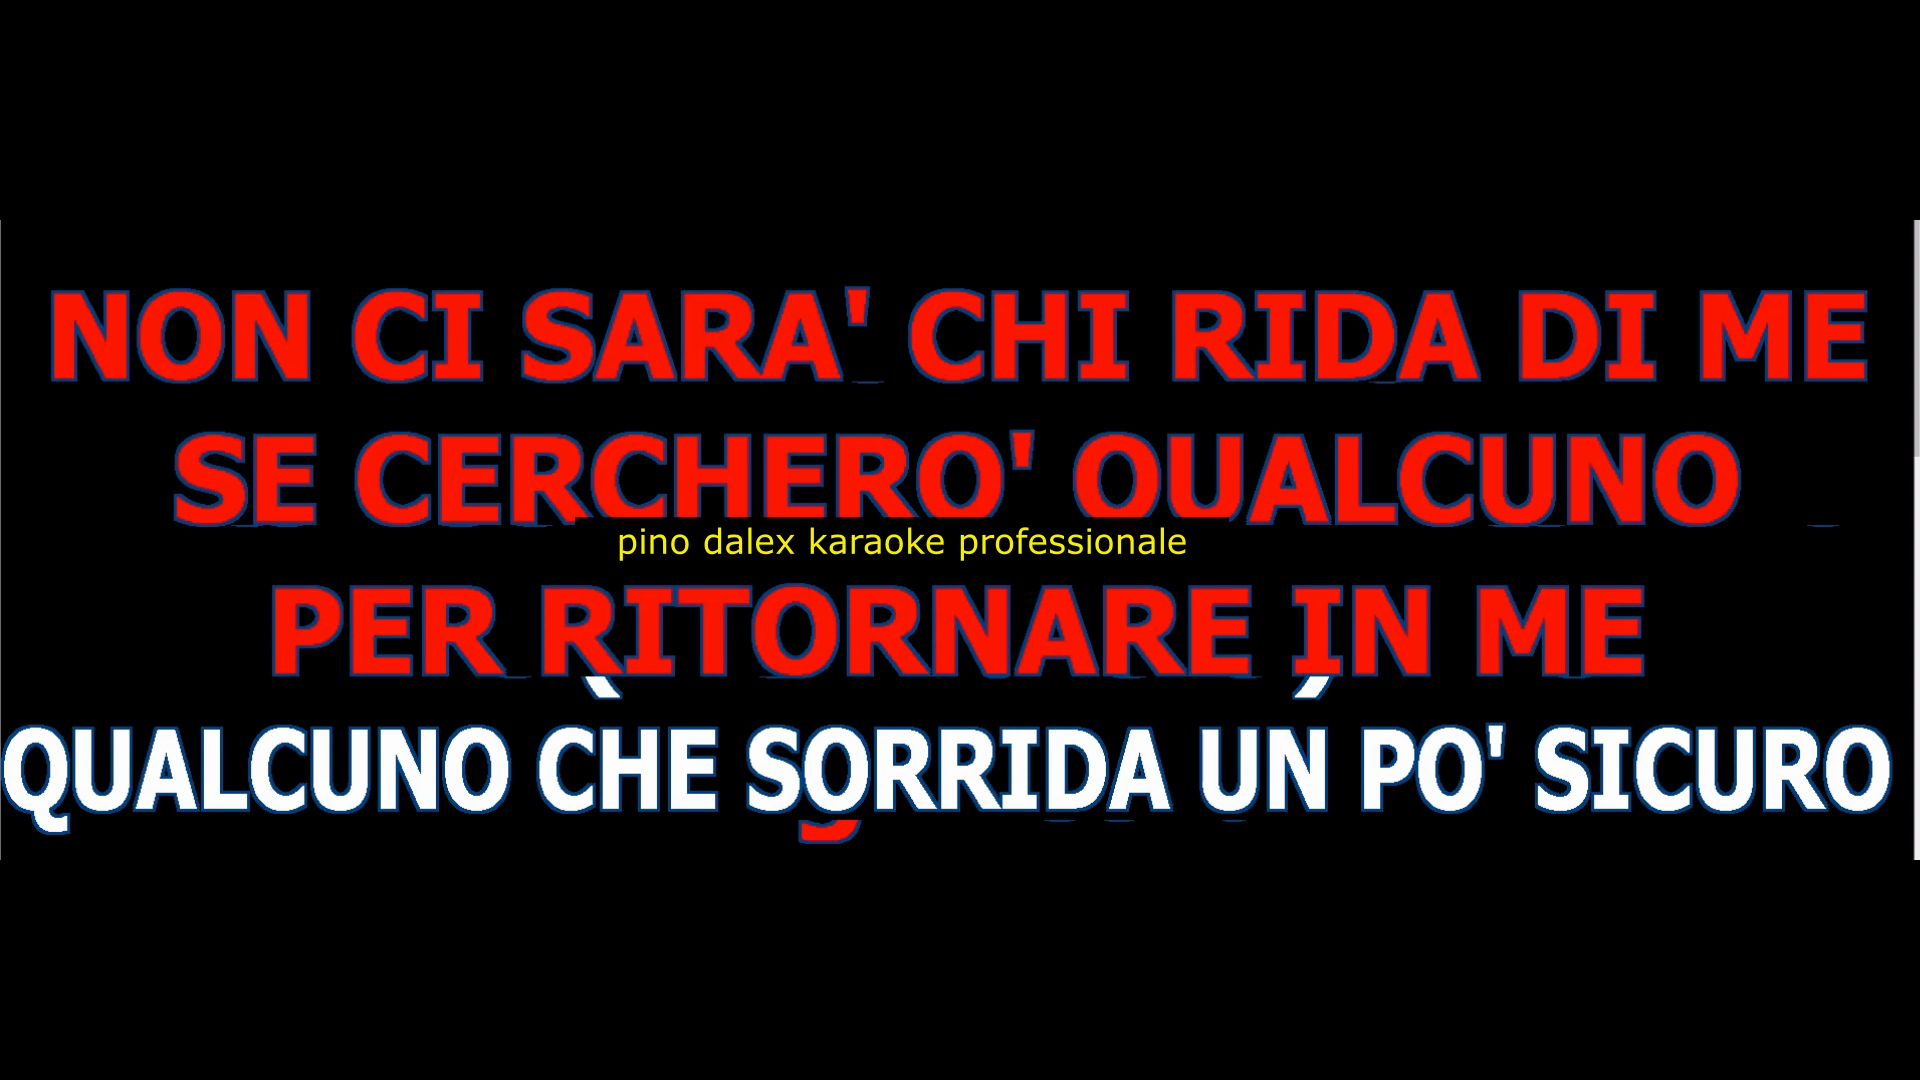 NON CI SARA' CHI RIDA DI ME
SE CERCHERO' QUALCUNO
pino dalex karaoke professionale
PER RITORNARE IN ME
QUALCUNO CHE SORRIDA UN PO' SICURO